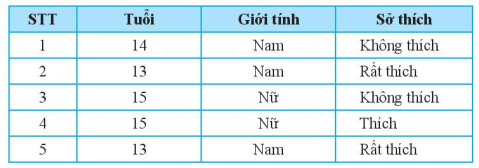 STT Tuổi Giới tính Sở thích
1 14 Nam Không thích
2 13 Nam Rất thích
3 15 Nữ Không thích
4 15 Nữ Thích
5 13 Nam Rất thích